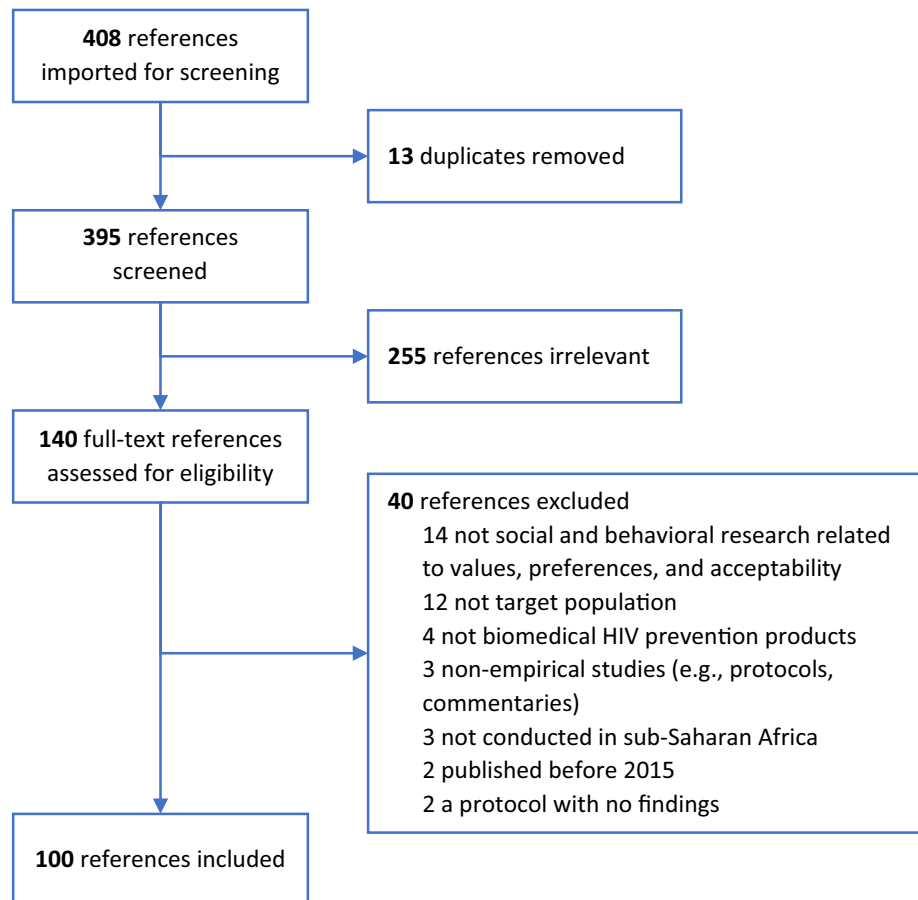 408 references
imported for screening
13 duplicates removed
395 references
screened
255 references irrelevant
140 full-text references
assessed for eligibility
40 references excluded
14 not social and behavioral research related
to values, preferences, and acceptability
12 not target population
4 not biomedical HIV prevention products
3 non-empirical studies (e.g., protocols,
commentaries)
3 not conducted in sub-Saharan Africa
2 published before 2015
2 a protocol with no findings
100 references included